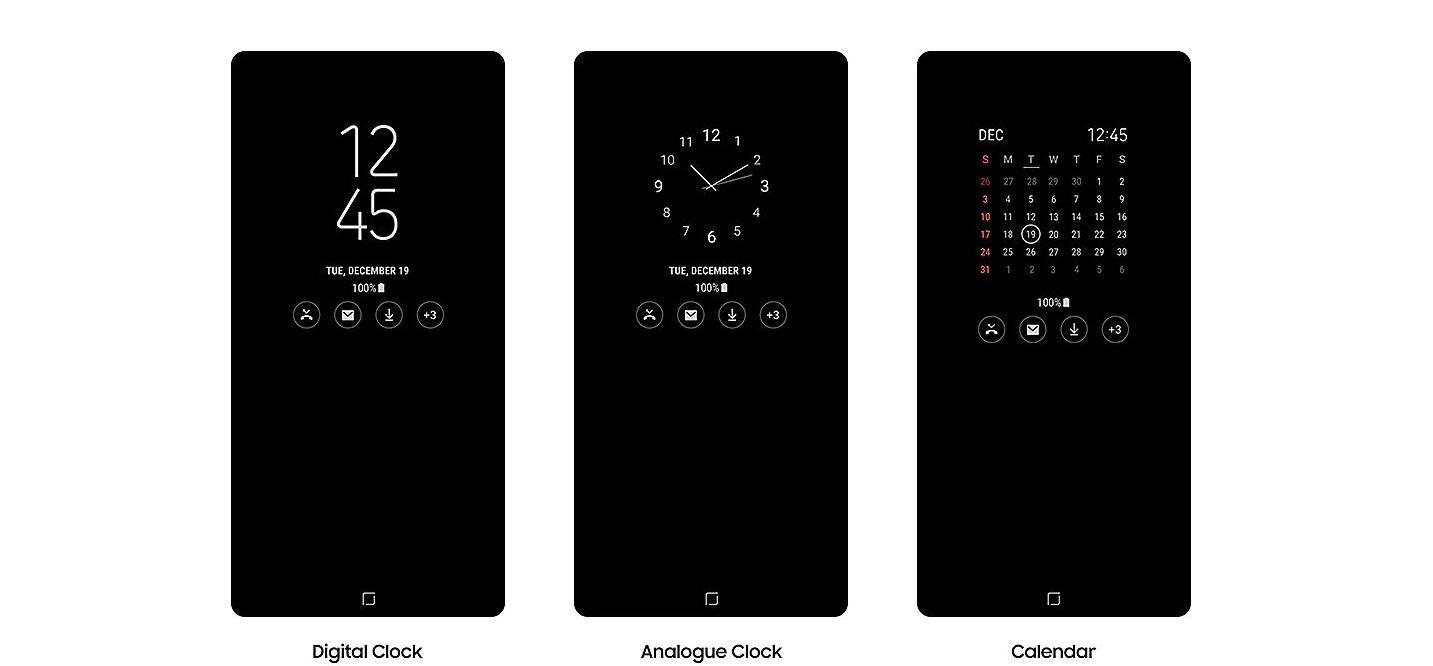 12
45
TUE, DECEMBER 19
100%
+3
Digital Clock
12
11 1
10 2
9 3
8 4
7 5
6
TUE, DECEMBER 19
100%
+3
Analogue Clock
DEC 12:45
S M T W T F S
26 27 28 29 30 1 2
3 4 5 6 7 8 9
10 11 12 13 14 15 16
17 18 19 20 21 22 23
24 25 26 27 28 29 30
31 1 2 3 4 5 6
100%
+3
Calendar